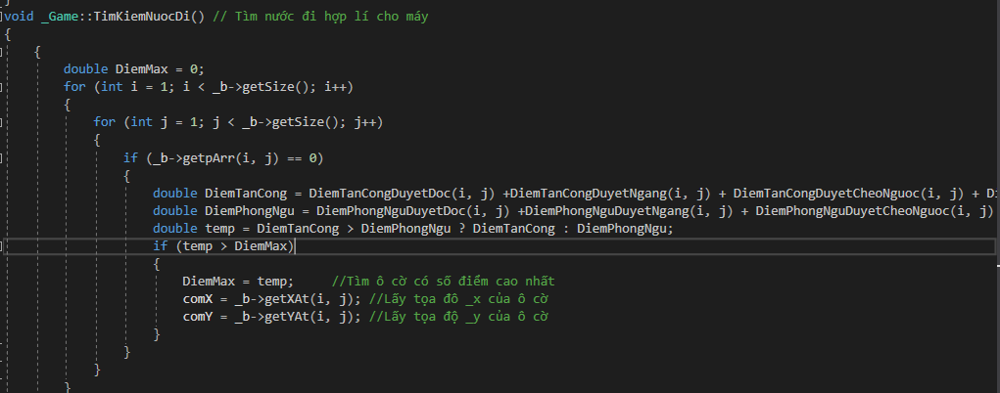 void _Game::TimKiemNuocDi() // Tìm nước đi hợp lí cho máy
{
{
double DiemMax = 0;
for (int i = 1; i < _b->getSize(); i++)
{
for (int j = 1; j < _b->getSize(); j++)
{
if (_b->getpArr(i, j) == 0)
{
double DiemTanCong = DiemTanCongDuyetDoc(i, j) +DiemTanCongDuyetNgang(i, j) + DiemTanCongDuyetCheoNguoc(i, j) + Di
double DiemPhongNgu = DiemPhongNguDuyetDoc(i, j) +DiemPhongNguDuyetNgang(i, j) + DiemPhongNguDuyetCheoNguoc(i, j)
double temp = DiemTanCong > DiemPhongNgu ? DiemTanCong : DiemPhongNgu;
if (temp > DiemMax)
{
DiemMax = temp; //Tìm ô cờ có số điểm cao nhất
comX = _b->getXAt(i, j); //Lấy tọa độ _x của ô cờ
comY = _b->getYAt(i, j); //Lấy tọa độ _y của ô cờ
}
}
}
}